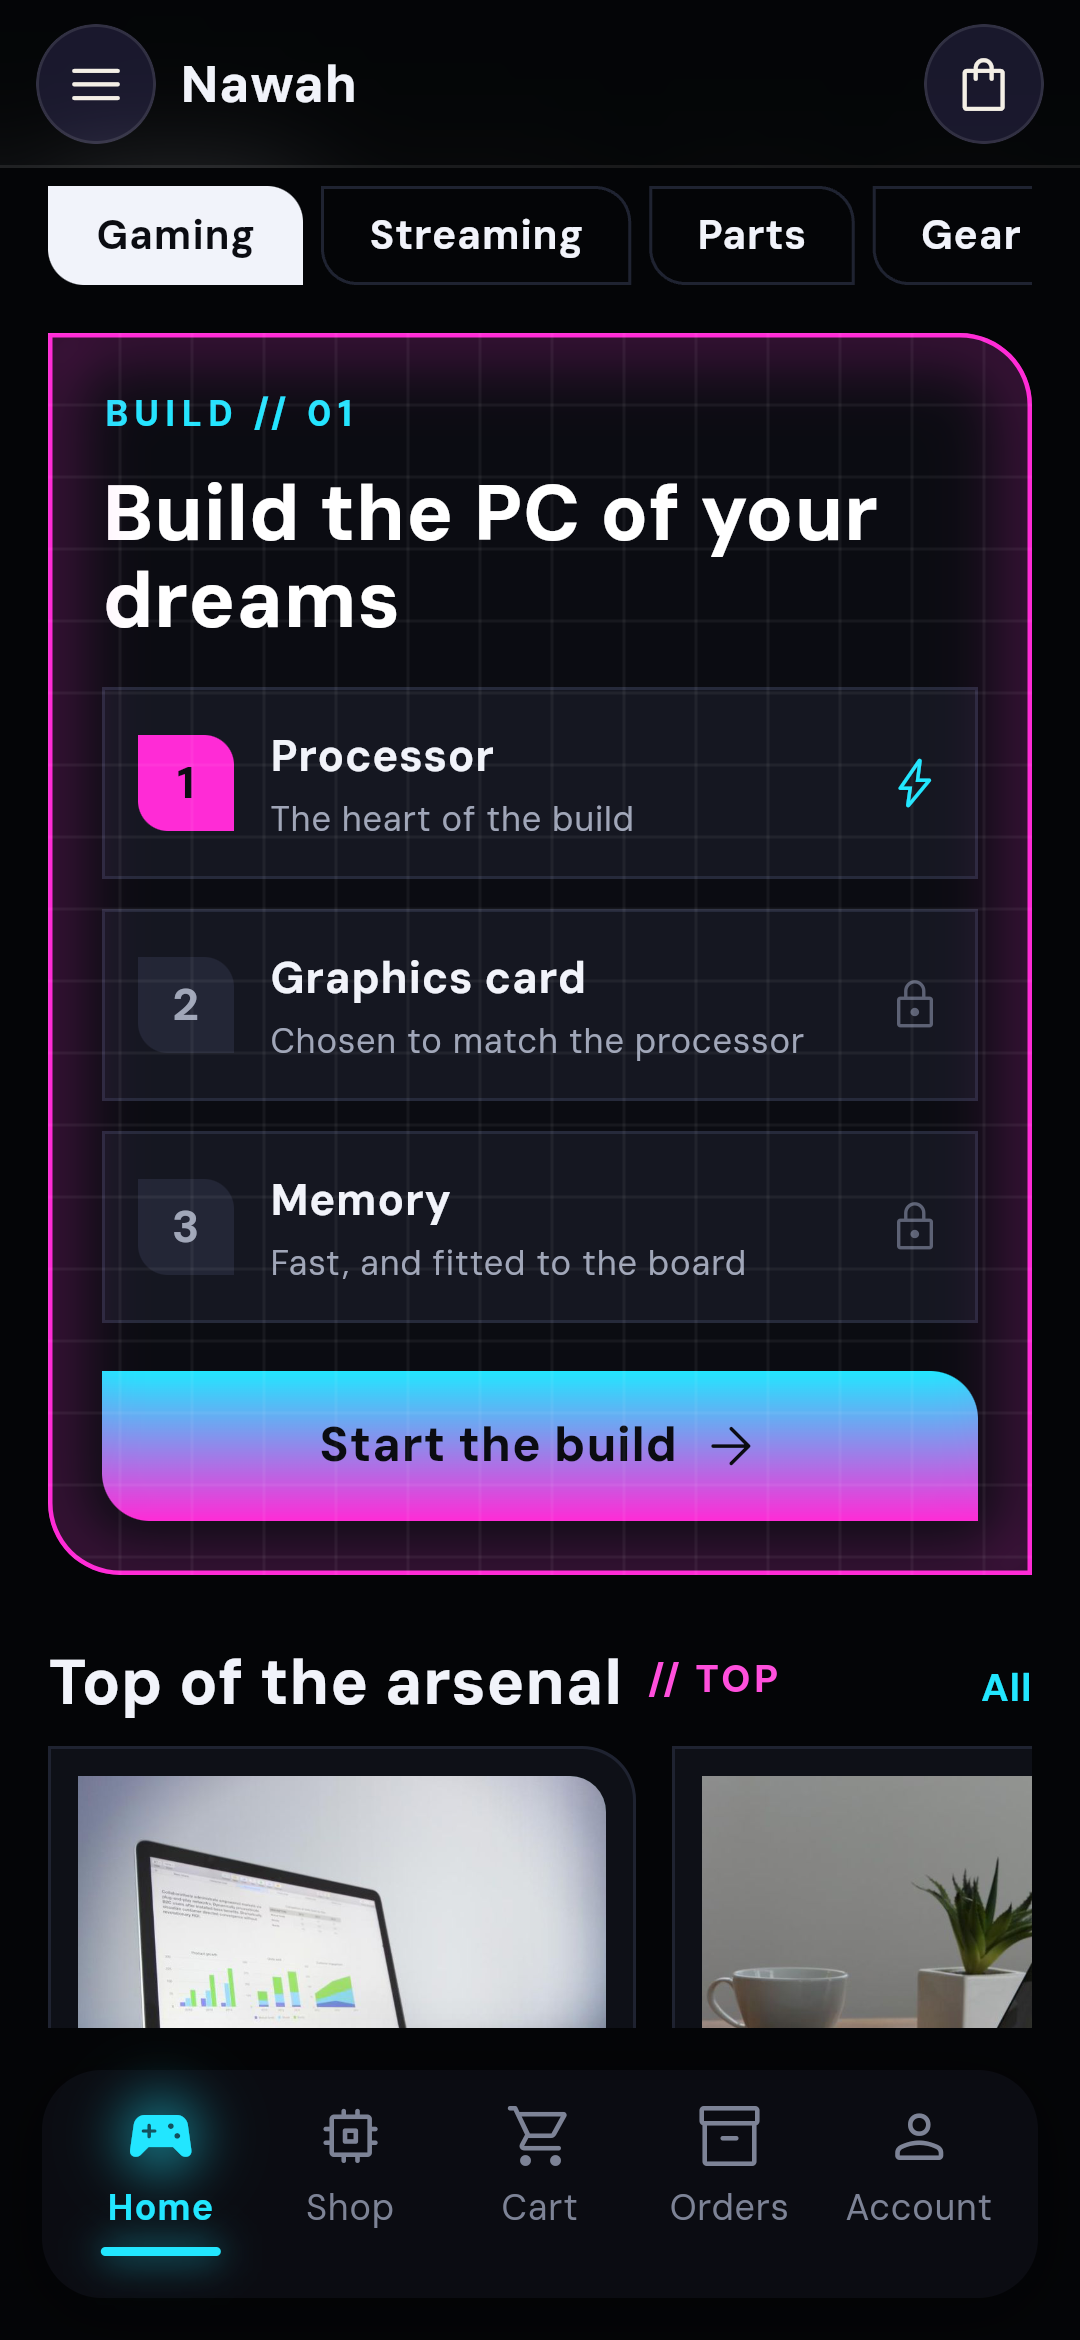 Nawah
Gaming
Streaming
Parts
Gear
BUILD // 01
Build the PC of your
dreams
1
Processor
The heart of the build
2
Graphics card
Chosen to match the processor
3
Memory
Fast, and fitted to the board
Start the build
Top of the arsenal // TOP
All
Home
Shop
Cart
Orders
Account